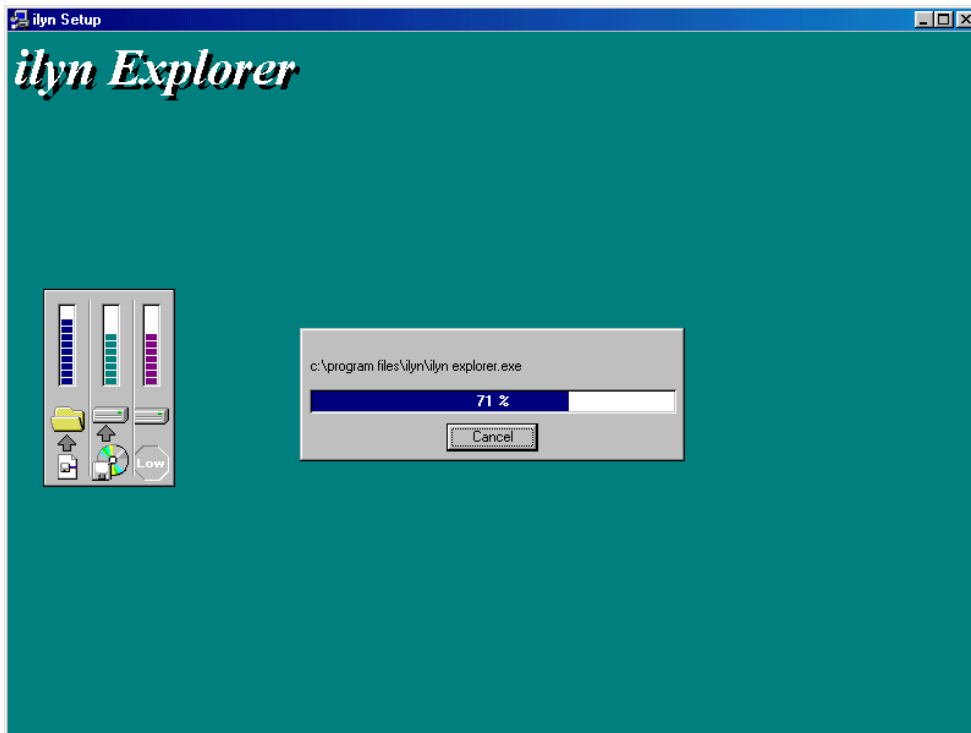 ilyn Setup
ilyn Explorer
c:\program files\ilyn\ilyn explorer.exe
71 %
Cancel
Low